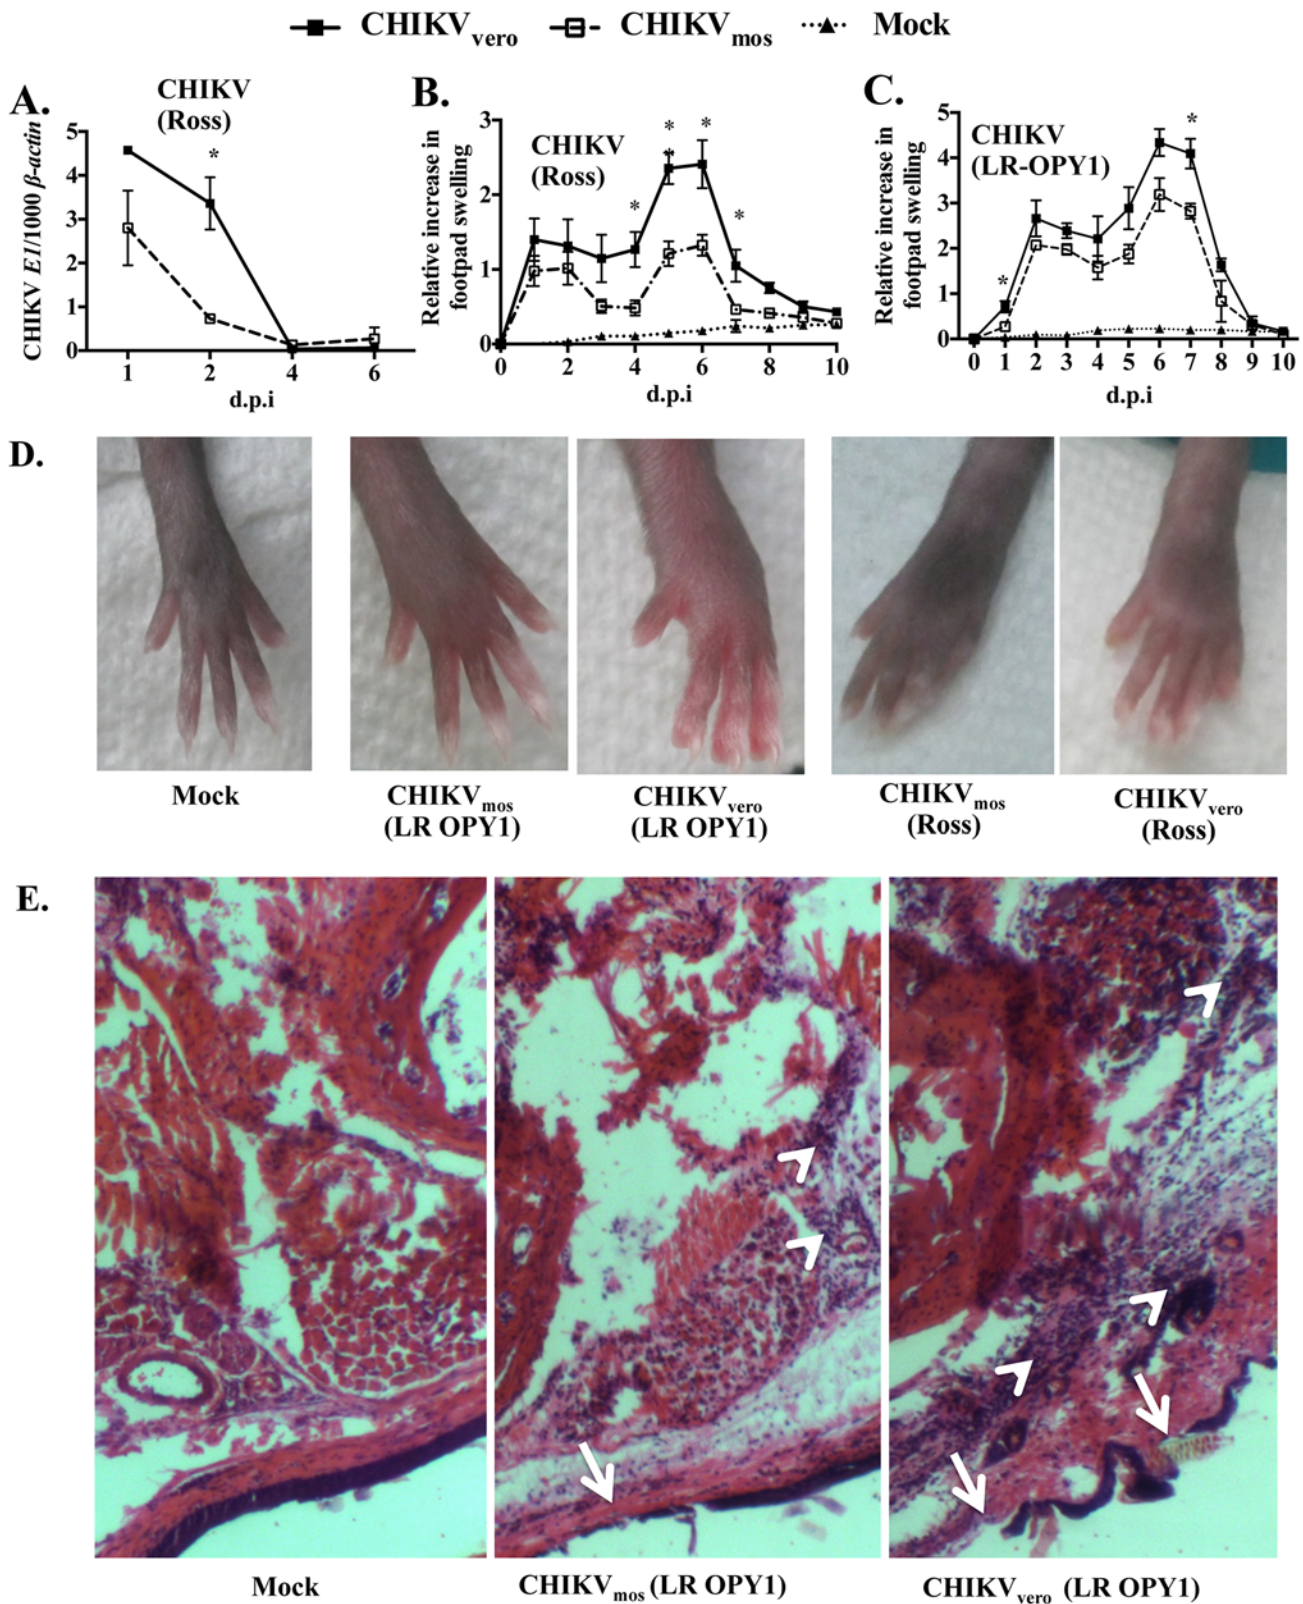 CHIKVvero CHIKVmos Mock
A.
CHIKV
(Ross)
CHIKV E1/1000 β-actin
5
4
3
2
1
0
*
1 2 4 6
d.p.i
B.
CHIKV
(Ross)
Relative increase in
footpad swelling
3
2
1
0
* * * * *
0 2 4 6 8 10
d.p.i
C.
CHIKV
(LR-OPY1)
Relative increase in
footpad swelling
5
4
3
2
1
0
* *
0 1 2 3 4 5 6 7 8 9 10
d.p.i
D.
Mock
CHIKVmos
(LR OPY1)
CHIKVvero
(LR OPY1)
CHIKVmos
(Ross)
CHIKVvero
(Ross)
E.
Mock
CHIKVmos (LR OPY1)
CHIKVvero (LR OPY1)